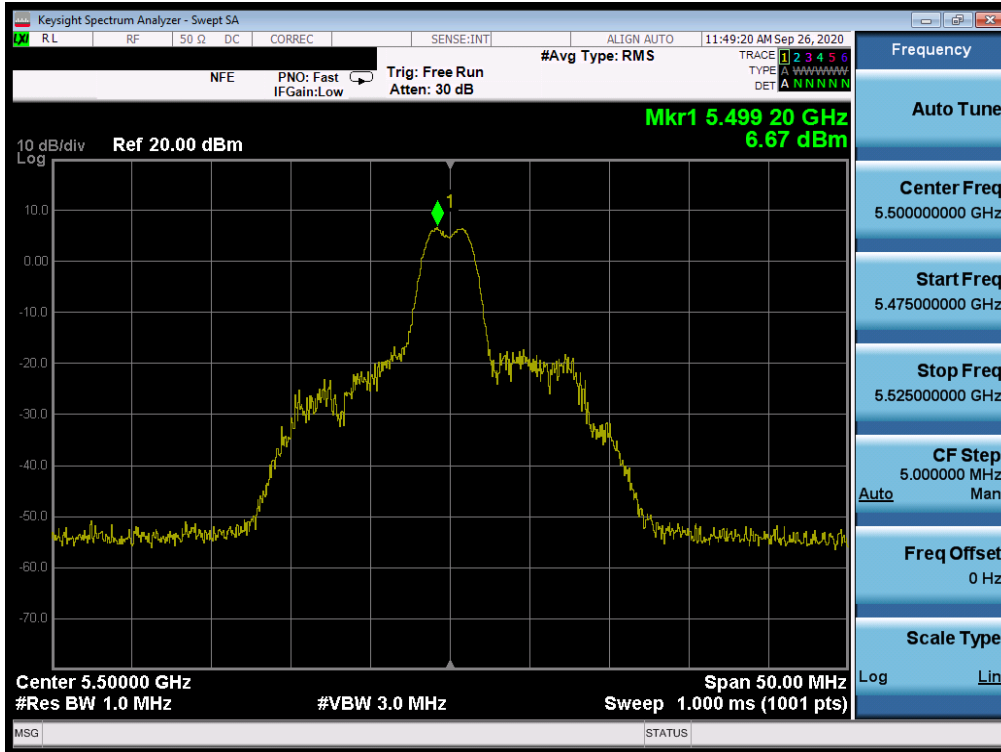 Keysight Spectrum Analyzer - Swept SA
LXI RL RF 50 Ω DC CORREC SENSE:INT ALIGN AUTO 11:49:20 AM Sep 26, 2020
NFE PNO: Fast IFGain:Low Trig: Free Run Atten: 30 dB #Avg Type: RMS
TRACE 1 2 3 4 5 6
TYPE A WWWWW
DET A N N N N N
Mkr1 5.499 20 GHz
6.67 dBm
10 dB/div Ref 20.00 dBm
Log
1
10.0
0.00
-10.0
-20.0
-30.0
-40.0
-50.0
-60.0
-70.0
Center 5.50000 GHz Span 50.00 MHz
#Res BW 1.0 MHz #VBW 3.0 MHz Sweep 1.000 ms (1001 pts)
MSG STATUS
Frequency
Auto Tune
Center Freq
5.500000000 GHz
Start Freq
5.475000000 GHz
Stop Freq
5.525000000 GHz
CF Step
5.000000 MHz
Auto Man
Freq Offset
0 Hz
Scale Type
Log Lin